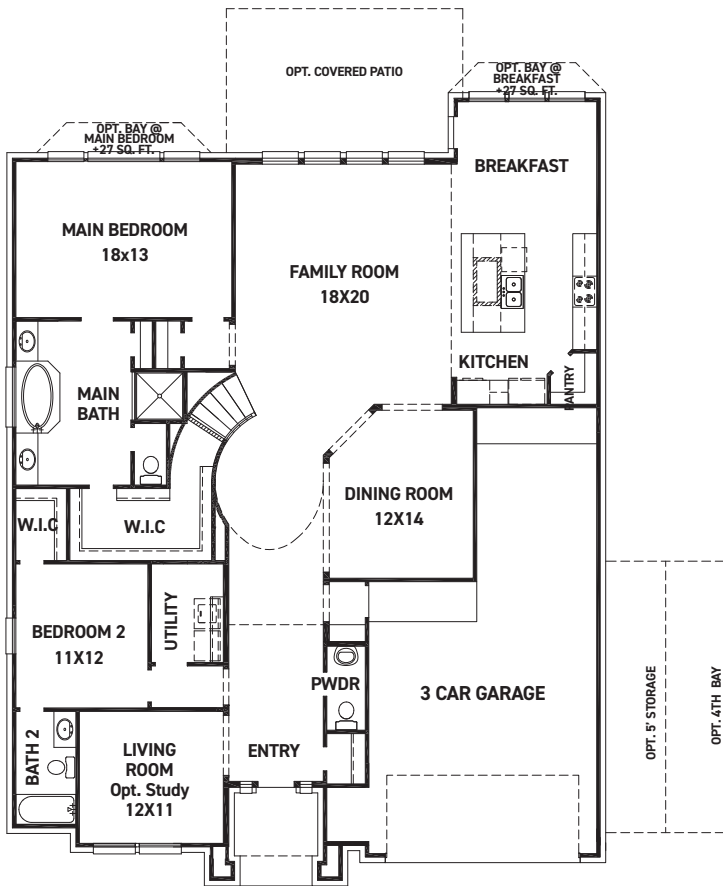 OPT. COVERED PATIO
OPT. BAY @
BREAKFAST
+27 SQ. FT.
OPT. BAY @
MAIN BEDROOM
+27 SQ. FT.
BREAKFAST
MAIN BEDROOM
18x13
FAMILY ROOM
18X20
KITCHEN
PANTRY
MAIN
BATH
DINING ROOM
12X14
W.I.C
W.I.C
BEDROOM 2
11X12
UTILITY
PWDR
3 CAR GARAGE
OPT. 5' STORAGE
OPT. 4TH BAY
BATH 2
LIVING
ROOM
Opt. Study
12X11
ENTRY